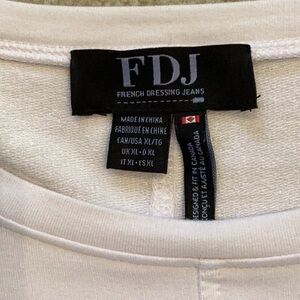 FDJ
FRENCH DRESSING JEANS
MADE IN CHINA
FABRIQUÉ EN CHINE
CAN/USA XL/TG
UK XL • D XL
IT XL • ES XL
DESIGNED & FIT IN CANADA
CONÇU ET AJUSTÉ AU CANADA